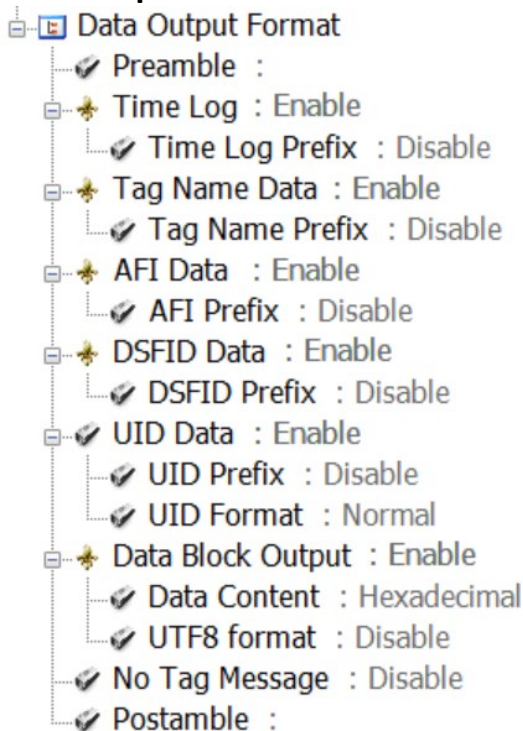 Data Output Format
Preamble :
Time Log : Enable
Time Log Prefix : Disable
Tag Name Data : Enable
Tag Name Prefix : Disable
AFI Data : Enable
AFI Prefix : Disable
DSFID Data : Enable
DSFID Prefix : Disable
UID Data : Enable
UID Prefix : Disable
UID Format : Normal
Data Block Output : Enable
Data Content : Hexadecimal
UTF8 format : Disable
No Tag Message : Disable
Postamble :